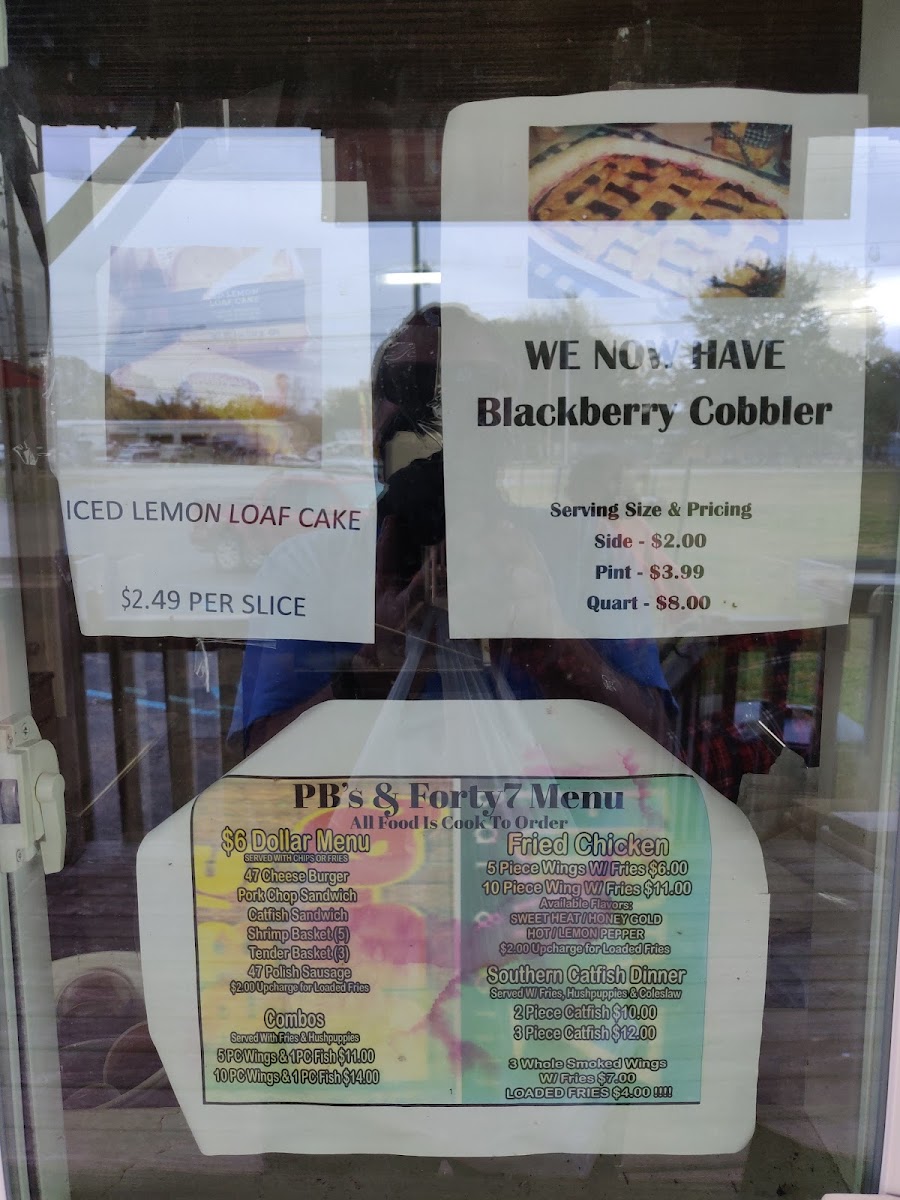 LEMON
LOAF CAKE
ICED LEMON LOAF CAKE
$2.49 PER SLICE
WE NOW HAVE
Blackberry Cobbler
Serving Size & Pricing
Side - $2.00
Pint - $3.99
Quart - $8.00
PB's & Forty7 Menu
All Food Is Cook To Order
$6 Dollar Menu
SERVED WITH CHIPS OR FRIES
47 Cheese Burger
Pork Chop Sandwich
Catfish Sandwich
Shrimp Basket (5)
Tender Basket (3)
47 Polish Sausage
$2.00 Upcharge for Loaded Fries
Combos
Served With Fries & Hushpuppies
5 PC Wings & 1 PC Fish $11.00
10 PC Wings & 1 PC Fish $14.00
Fried Chicken
5 Piece Wings W/ Fries $6.00
10 Piece Wing W/ Fries $11.00
Available Flavors:
SWEET HEAT / HONEY GOLD
HOT / LEMON PEPPER
$2.00 Upcharge for Loaded Fries
Southern Catfish Dinner
Served W/ Fries, Hushpuppies & Coleslaw
2 Piece Catfish $10.00
3 Piece Catfish $12.00
3 Whole Smoked Wings
W/ Fries $7.00
LOADED FRIES $4.00 !!!!